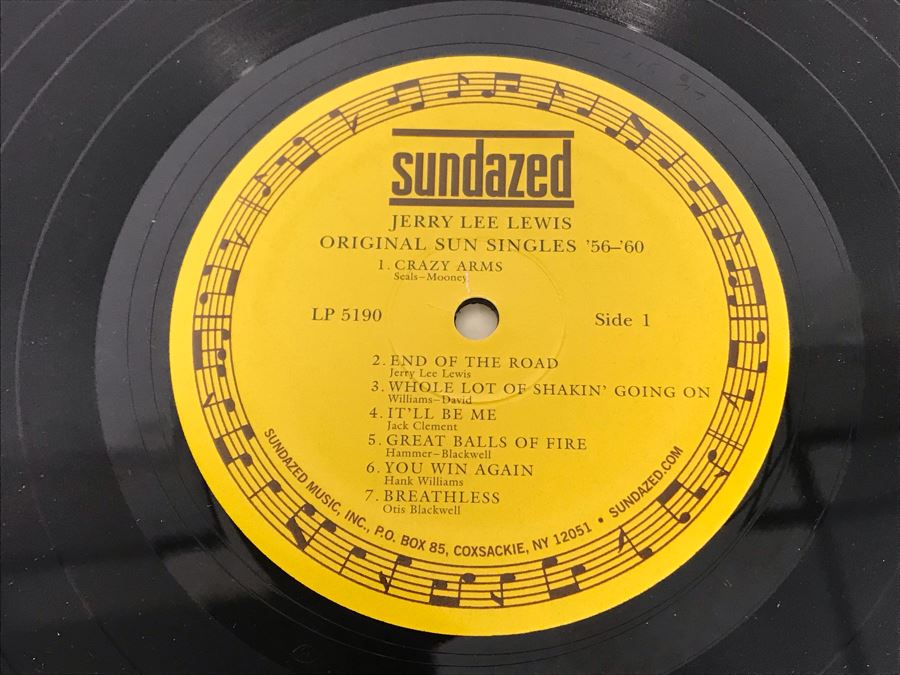 sundazed
JERRY LEE LEWIS
ORIGINAL SUN SINGLES '56–'60
1. CRAZY ARMS
Seals–Mooney
LP 5190
Side 1
2. END OF THE ROAD
Jerry Lee Lewis
3. WHOLE LOT OF SHAKIN' GOING ON
Williams–David
4. IT'LL BE ME
Jack Clement
5. GREAT BALLS OF FIRE
Hammer–Blackwell
6. YOU WIN AGAIN
Hank Williams
7. BREATHLESS
Otis Blackwell
SUNDAZED MUSIC, INC., P.O. BOX 85, COXSACKIE, NY 12051 • SUNDAZED.COM